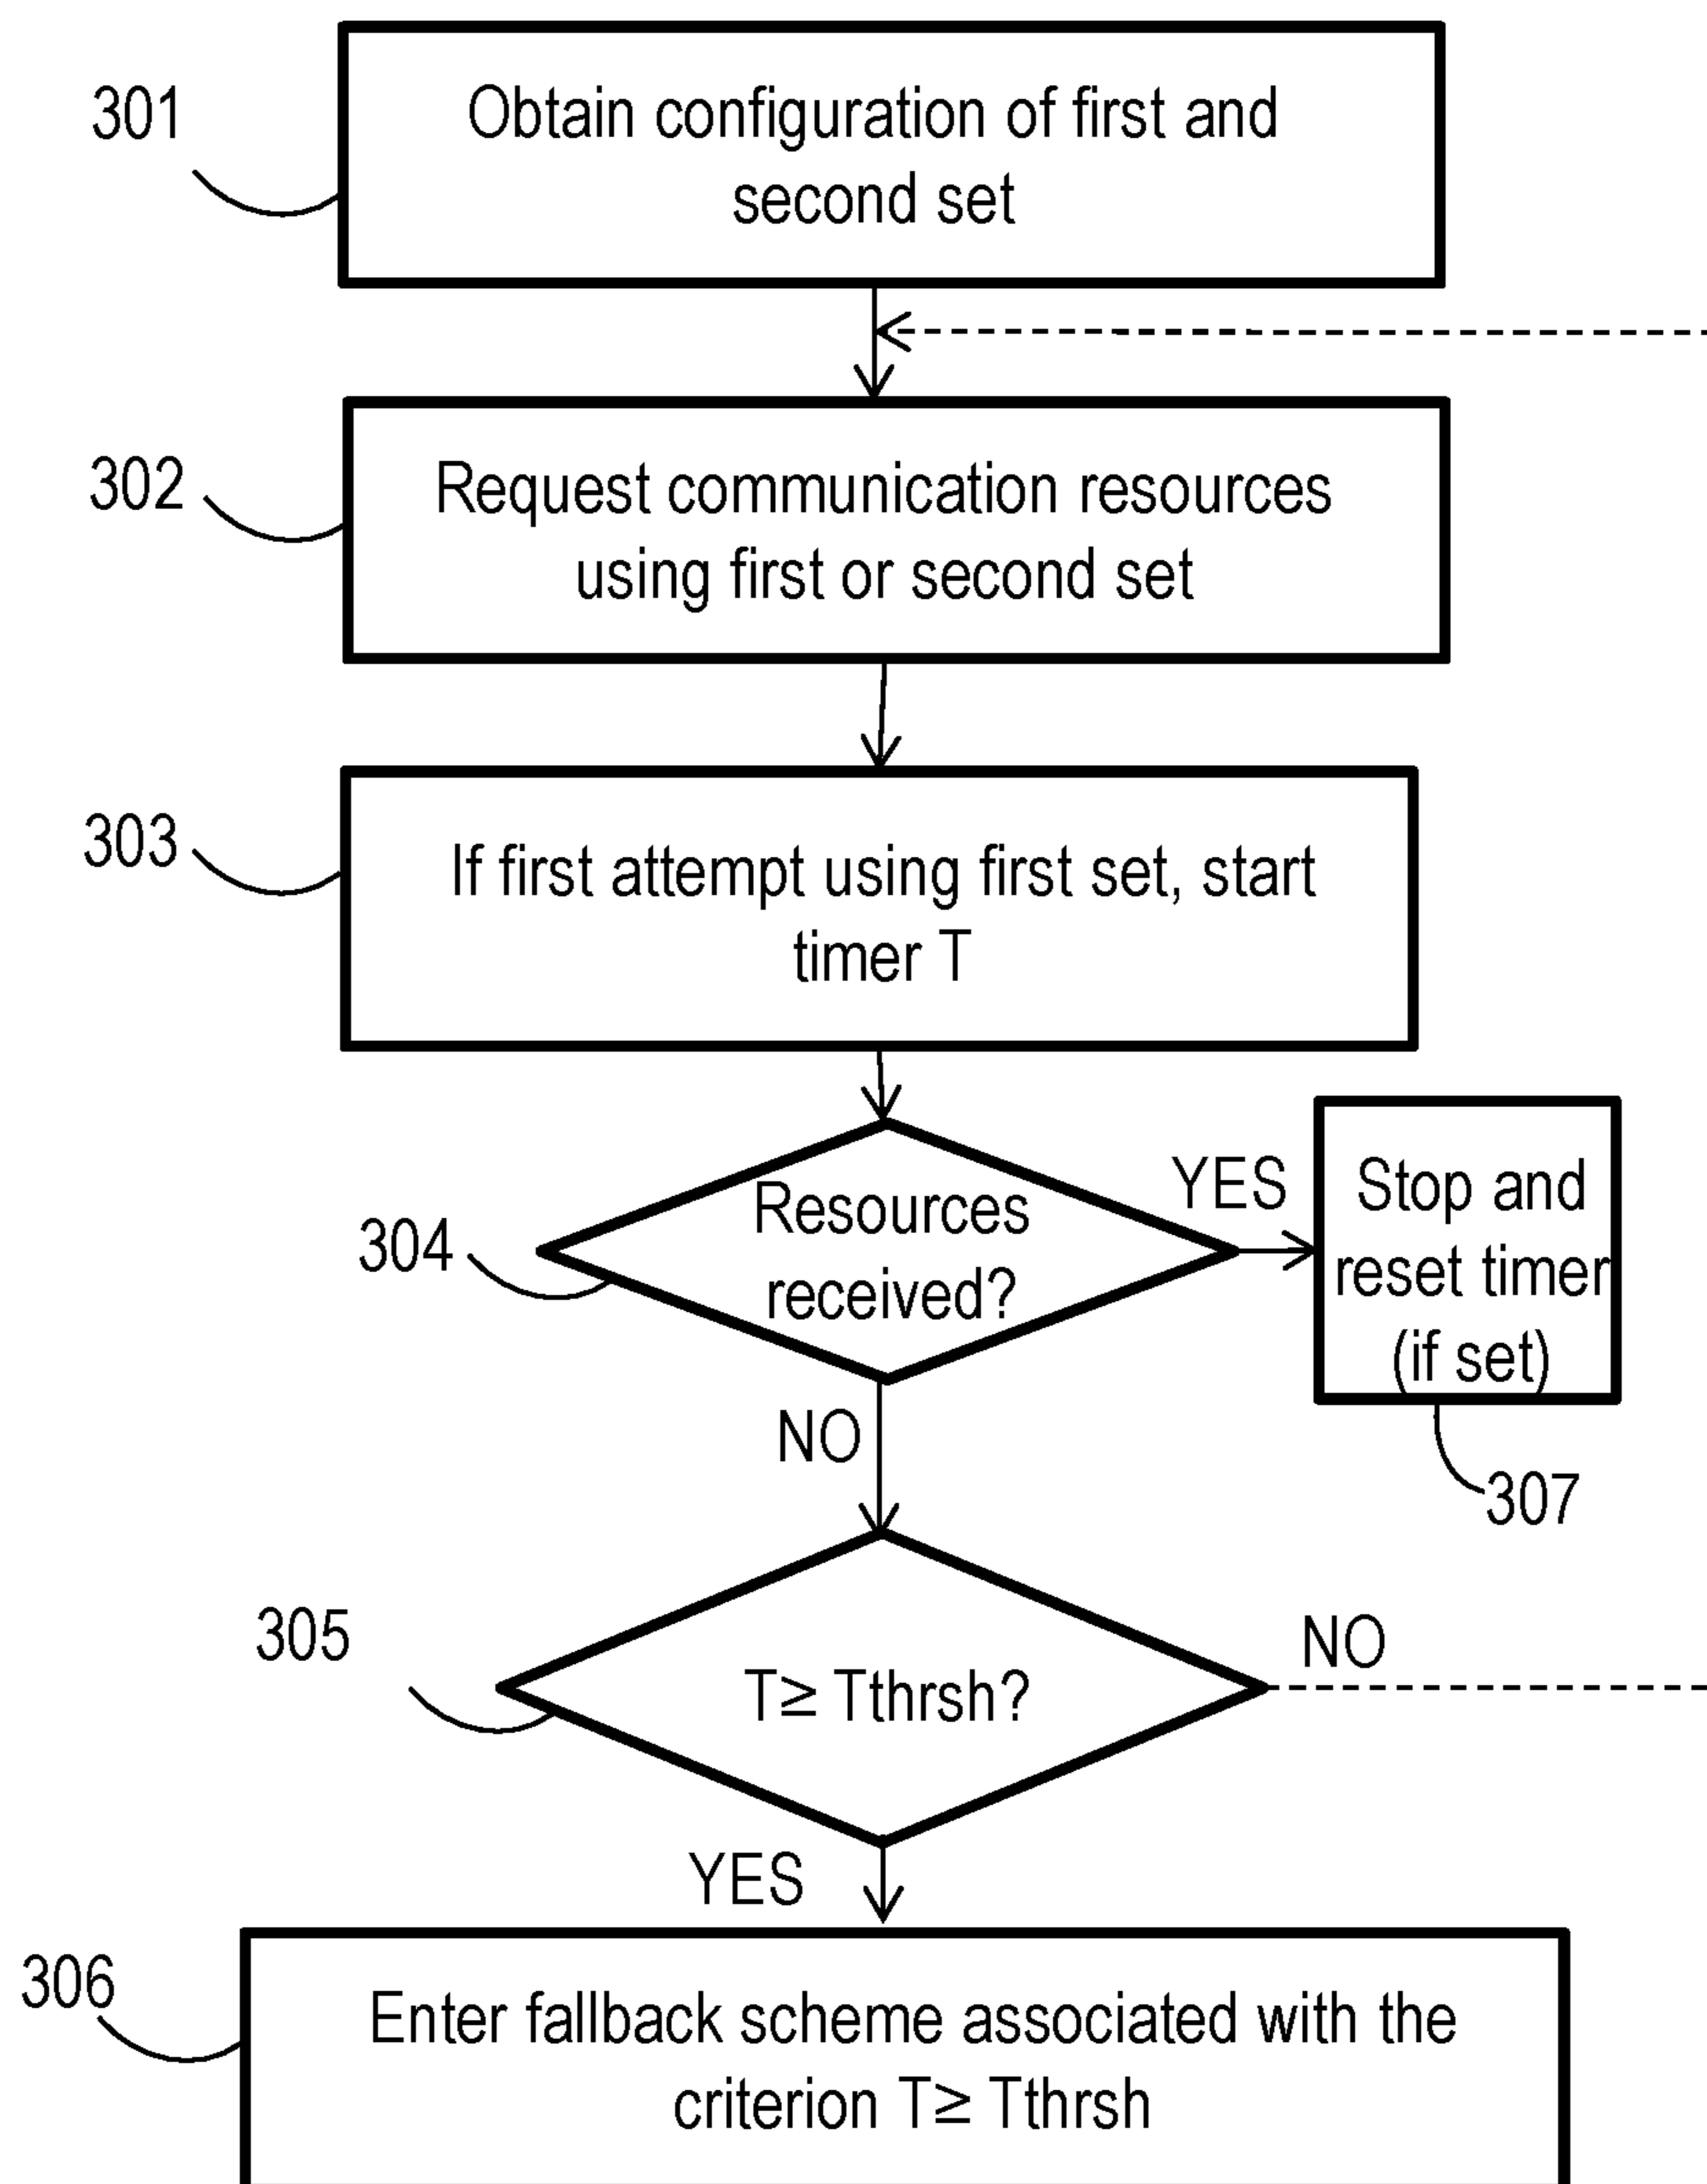 301
Obtain configuration of first and
second set
302
Request communication resources
using first or second set
303
If first attempt using first set, start
timer T
304
Resources
received?
YES
Stop and
reset timer
(if set)
307
NO
305
T≥ Tthrsh?
NO
YES
306
Enter fallback scheme associated with the
criterion T≥ Tthrsh